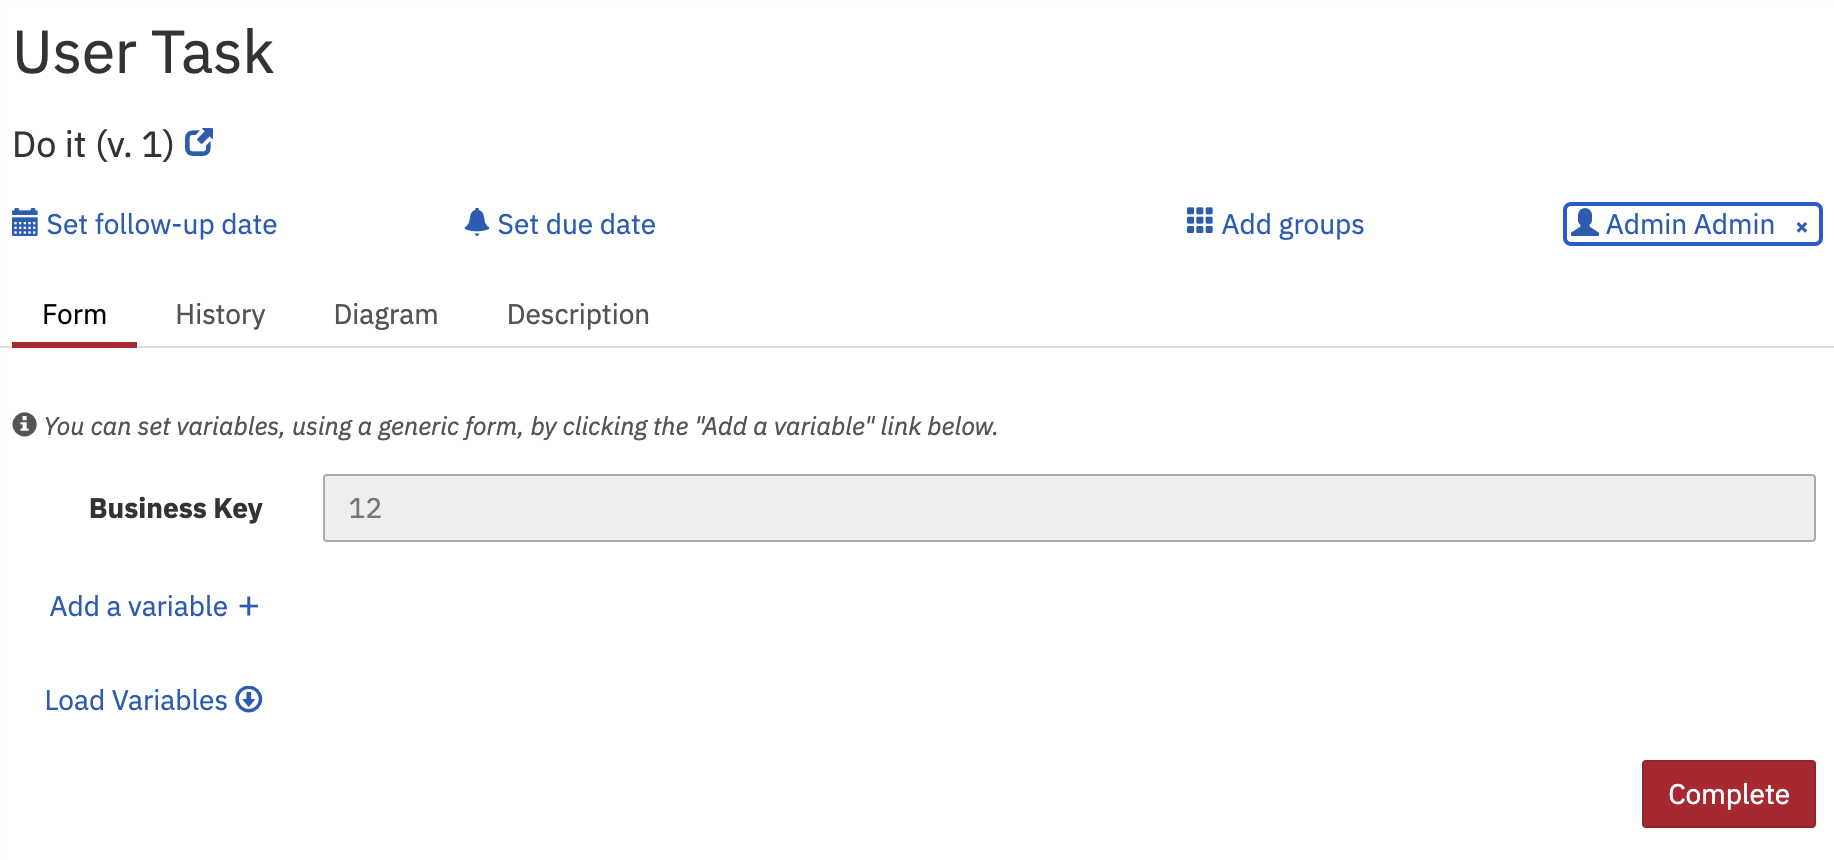 User Task
Do it (v. 1)
Set follow-up date Set due date Add groups Admin Admin ×
Form History Diagram Description
You can set variables, using a generic form, by clicking the "Add a variable" link below.
Business Key 12
Add a variable +
Load Variables
Complete